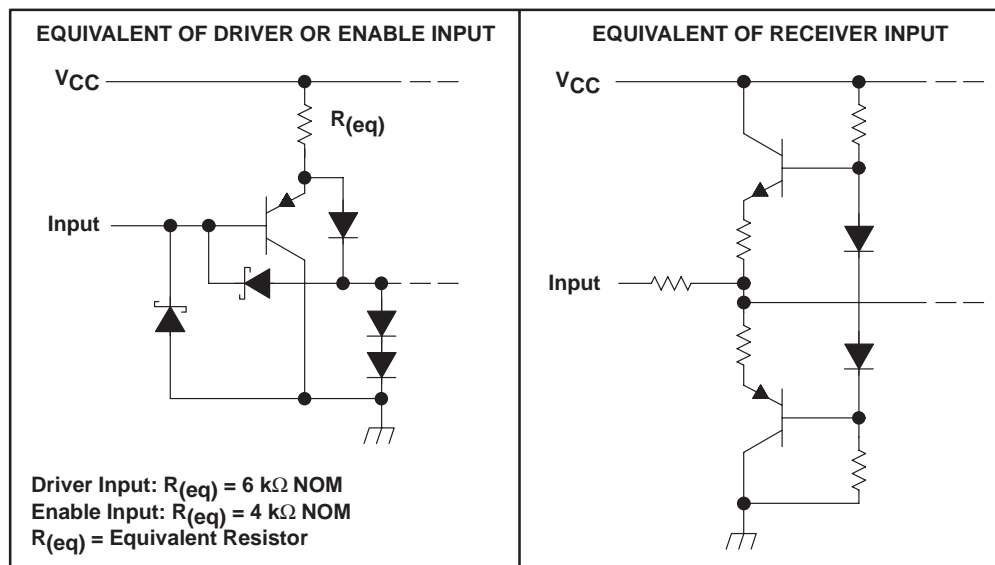 EQUIVALENT OF DRIVER OR ENABLE INPUT
VCC
R(eq)
Input
Driver Input: R(eq) = 6 kΩ NOM
Enable Input: R(eq) = 4 kΩ NOM
R(eq) = Equivalent Resistor
EQUIVALENT OF RECEIVER INPUT
VCC
Input